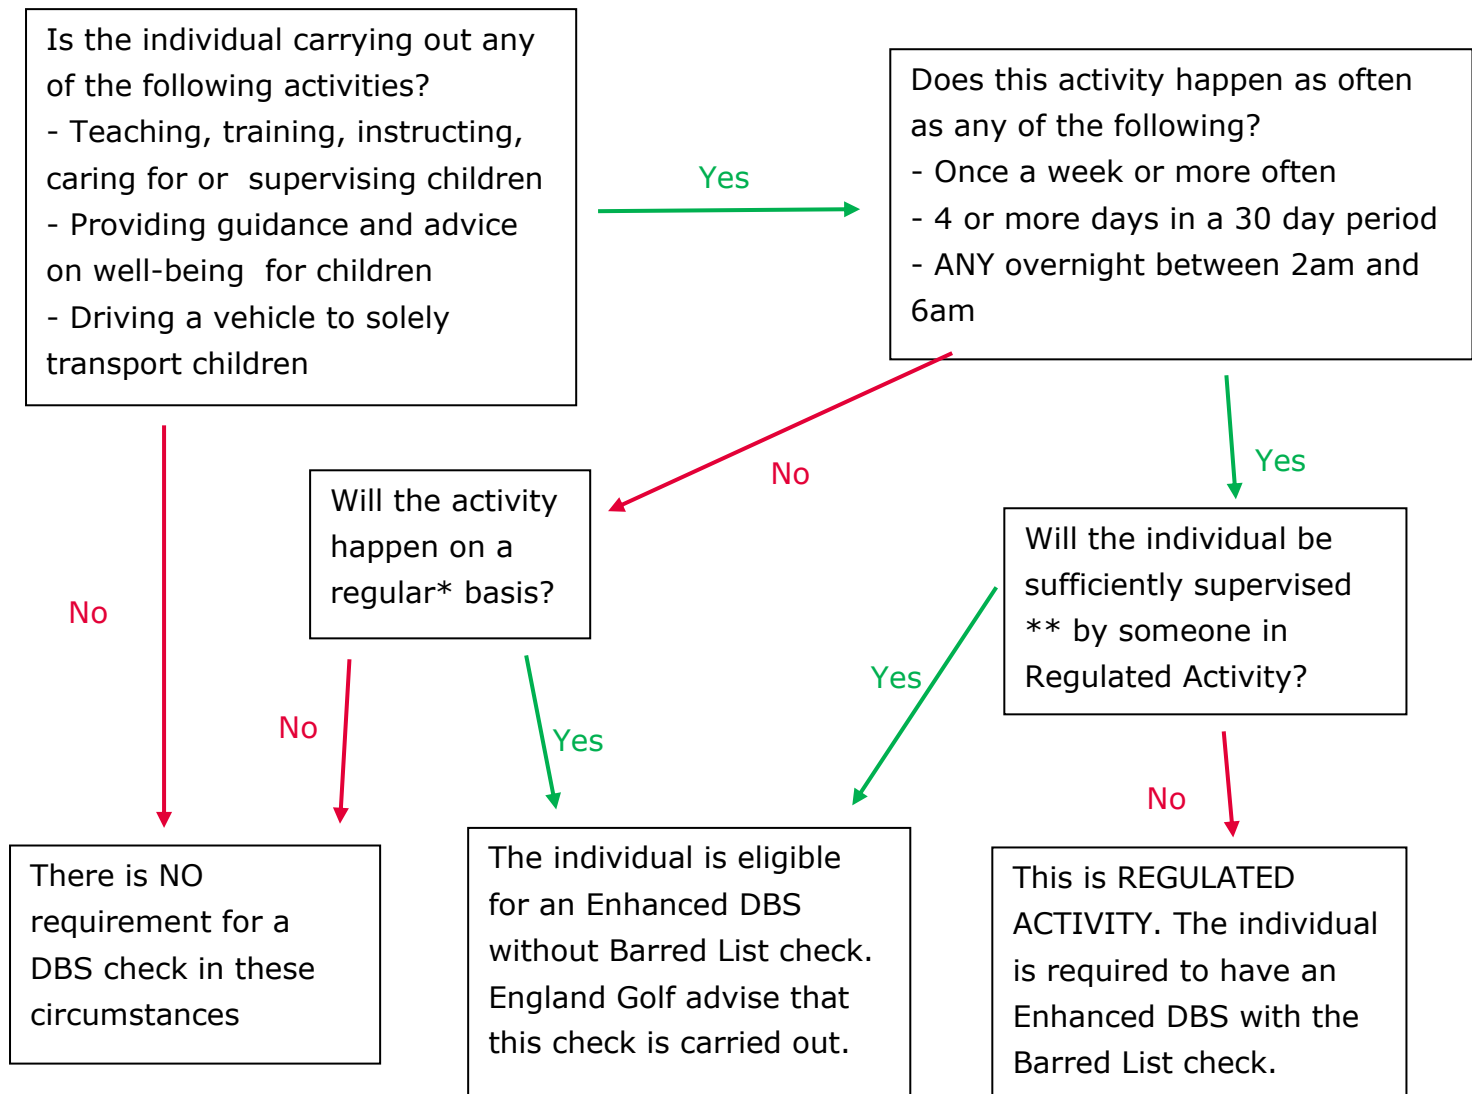 Is the individual carrying out any
of the following activities?
- Teaching, training, instructing,
caring for or  supervising children
- Providing guidance and advice
on well-being  for children
- Driving a vehicle to solely
transport children
Yes
Does this activity happen as often
as any of the following?
- Once a week or more often
- 4 or more days in a 30 day period
- ANY overnight between 2am and
6am
No
Yes
Will the activity
happen on a
regular* basis?
Will the individual be
sufficiently supervised
** by someone in
Regulated Activity?
No
No
Yes
Yes
No
There is NO
requirement for a
DBS check in these
circumstances
The individual is eligible
for an Enhanced DBS
without Barred List check.
England Golf advise that
this check is carried out.
This is REGULATED
ACTIVITY. The individual
is required to have an
Enhanced DBS with the
Barred List check.